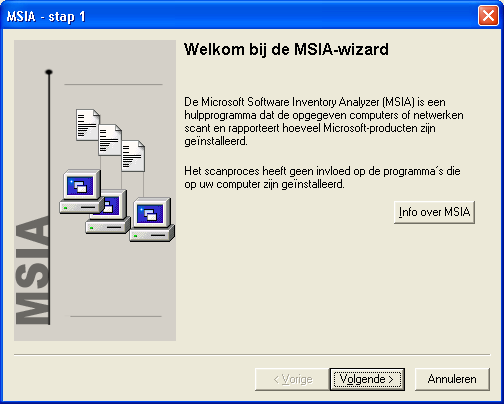 MSIA - stap 1
Welkom bij de MSIA-wizard
De Microsoft Software Inventory Analyzer (MSIA) is een
hulpprogramma dat de opgegeven computers of netwerken
scant en rapporteert hoeveel Microsoft-producten zijn
geïnstalleerd.
Het scanproces heeft geen invloed op de programma´s die
op uw computer zijn geïnstalleerd.
Info over MSIA
MSIA
< Vorige
Volgende >
Annuleren